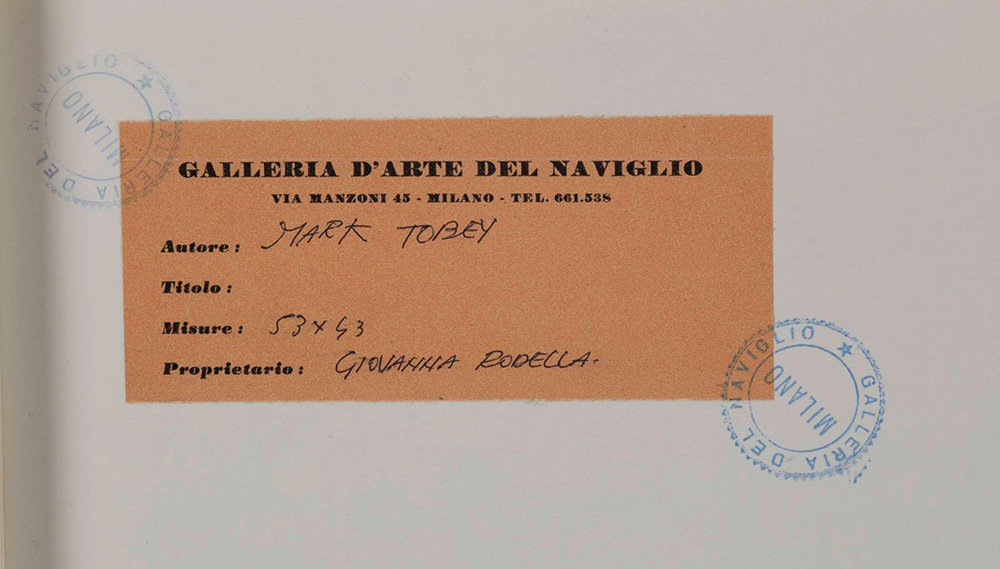 GALLERIA DEL NAVIGLIO ★
MILANO
GALLERIA D'ARTE DEL NAVIGLIO
VIA MANZONI 45 - MILANO - TEL. 661.538
Autore: MARK TOBEY
Titolo:
Misure: 53 x 43
Proprietario: GIOVANNA RODELLA.
GALLERIA DEL NAVIGLIO ★
MILANO